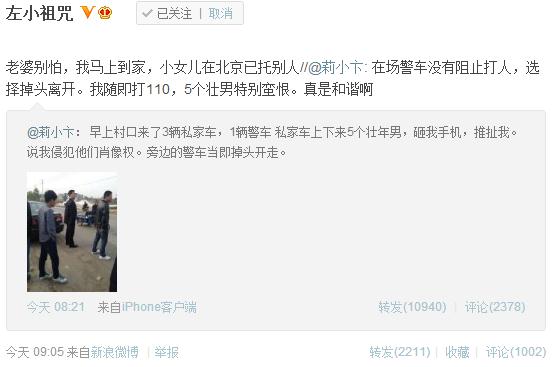 左小祖咒 已关注 | 取消
老婆别怕，我马上到家，小女儿在北京已托别人//@莉小卞: 在场警车没有阻止打人，选
择掉头离开。我随即打110，5个壮男特别蛮恨。真是和谐啊
@莉小卞： 早上村口来了3辆私家车，1辆警车 私家车上下来5个壮年男，砸我手机，推扯我。
说我侵犯他们肖像权。旁边的警车当即掉头开走。
今天 08:21 来自iPhone客户端 转发(10940) | 评论(2378)
今天 09:05 来自新浪微博 | 举报 转发(2211) | 收藏 | 评论(1002)